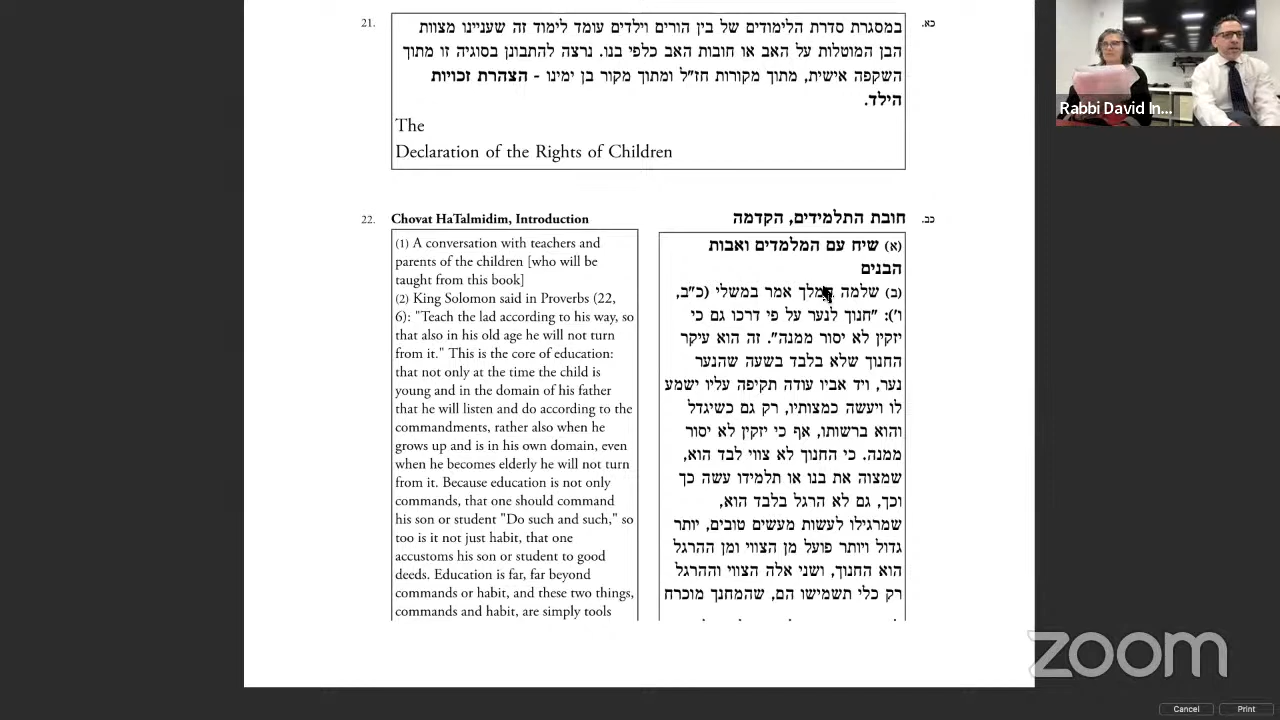 21.
כא.
במסגרת סדרת הלימודים של בין הורים וילדים עומד לימוד זה שעניינו מצוות
הבן המוטלות על האב או חובות האב כלפי בנו. נרצה להתבונן בסוגיה זו מתוך
השקפה אישית, מתוך מקורות חז"ל ומתוך מקור בן ימינו - הצהרת זכויות
הילד.
The
Declaration of the Rights of Children
22.
Chovat HaTalmidim, Introduction
(1) A conversation with teachers and
parents of the children [who will be
taught from this book]
(2) King Solomon said in Proverbs (22,
6): "Teach the lad according to his way, so
that also in his old age he will not turn
from it." This is the core of education:
that not only at the time the child is
young and in the domain of his father
that he will listen and do according to the
commandments, rather also when he
grows up and is in his own domain, even
when he becomes elderly he will not turn
from it. Because education is not only
commands, that one should command
his son or student "Do such and such," so
too is it not just habit, that one
accustoms his son or student to good
deeds. Education is far, far beyond
commands or habit, and these two things,
commands and habit, are simply tools
כב.
חובת התלמידים, הקדמה
(א) שיח עם המלמדים ואבות
הבנים
(ב) שלמה המלך אמר במשלי (כ"ב,
ו'): "חנוך לנער על פי דרכו גם כי
יזקין לא יסור ממנה". זה הוא עיקר
החנוך שלא בלבד בשעה שהנער
נער, ויד אביו עודה תקיפה עליו ישמע
לו ויעשה כמצותיו, רק גם כשיגדל
והוא ברשותו, אף כי יזקין לא יסור
ממנה. כי החנוך לא צווי לבד הוא,
שמצוה את בנו או תלמידו עשה כך
וכך, גם לא הרגל בלבד הוא,
שמרגילו לעשות מעשים טובים, יותר
גדול ויותר פועל מן הצווי ומן ההרגל
הוא החנוך, ושני אלה הצווי וההרגל
רק כלי תשמישו הם, שהמחנך מוכרח
Rabbi David In...
zoom
Cancel
Print